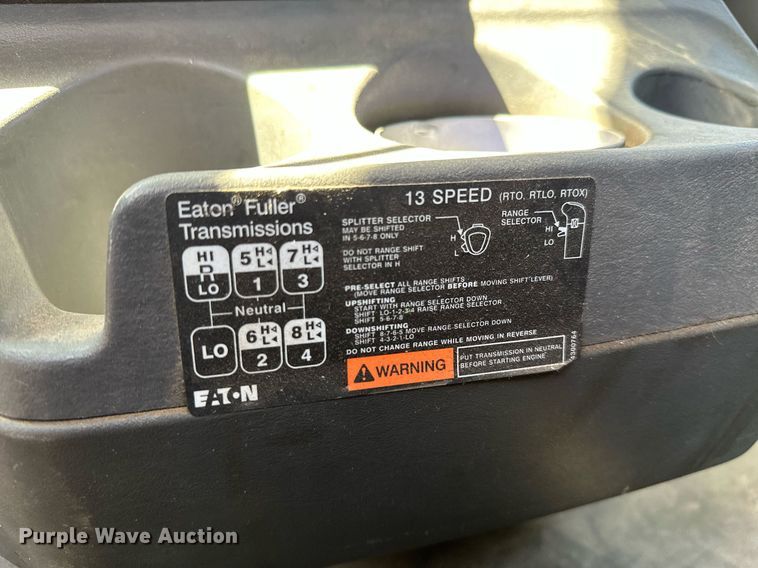 Eaton® Fuller®
Transmissions
13 SPEED (RTO, RTLO, RTOX)
SPLITTER SELECTOR
MAY BE SHIFTED
IN 5-6-7-8 ONLY
H
L
RANGE
SELECTOR
HI
LO
DO NOT RANGE SHIFT
WITH SPLITTER
SELECTOR IN H
HI
R
LO
5 H
L
1
7 H
L
3
Neutral
LO
6 H
L
2
8 H
L
4
PRE-SELECT ALL RANGE SHIFTS
(MOVE RANGE SELECTOR BEFORE MOVING SHIFT LEVER)
UPSHIFTING
START WITH RANGE SELECTOR DOWN
SHIFT LO-1-2-3-4 RAISE RANGE SELECTOR
SHIFT 5-6-7-8
DOWNSHIFTING
SHIFT 8-7-6-5 MOVE RANGE SELECTOR DOWN
SHIFT 4-3-2-1-LO
DO NOT CHANGE RANGE WHILE MOVING IN REVERSE
WARNING
PUT TRANSMISSION IN NEUTRAL
BEFORE STARTING ENGINE
EATON
Purple Wave Auction